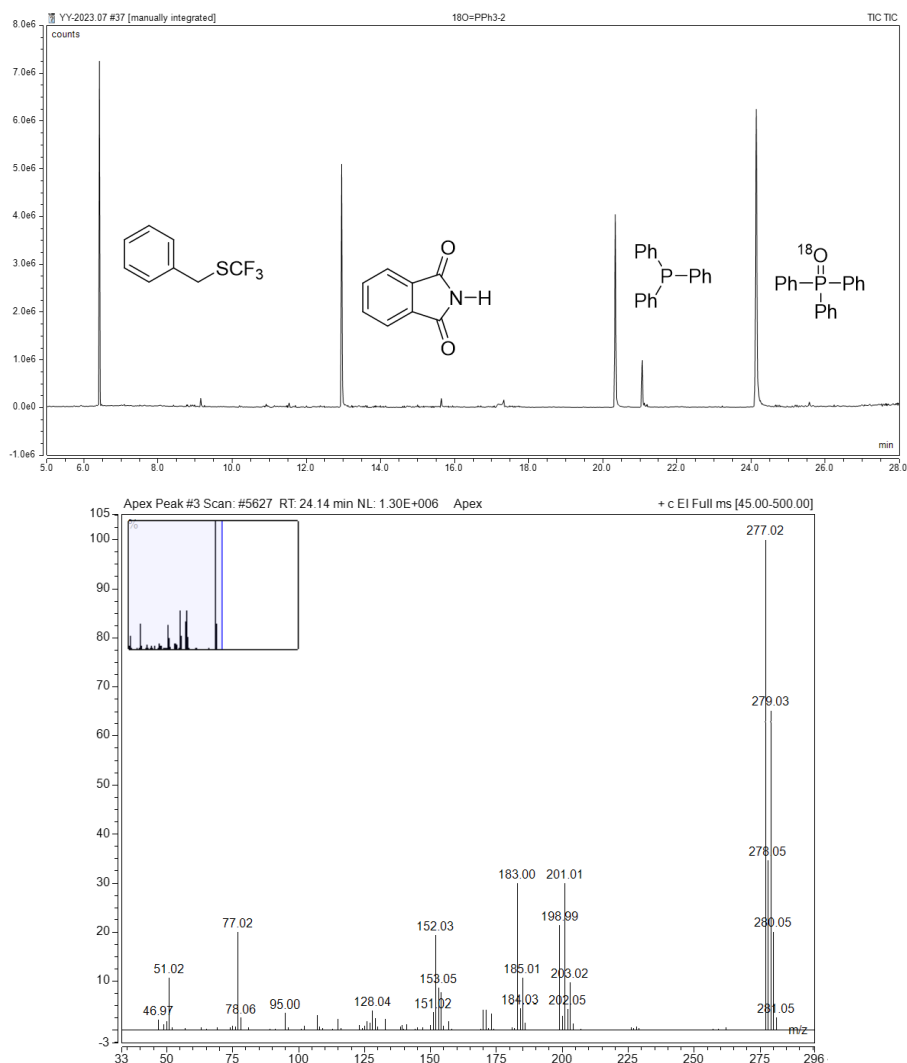 YY-2023.07 #37 [manually integrated] 18O=PPh3-2 TIC TIC
8.0e6
counts
7.0e6
6.0e6
5.0e6
4.0e6
3.0e6
2.0e6
1.0e6
0.0e0
-1.0e6
SCF3
O
N-H
O
Ph Ph
P
Ph
18O
Ph-P-Ph
Ph
min
5.0 6.0 8.0 10.0 12.0 14.0 16.0 18.0 20.0 22.0 24.0 26.0 28.0
Apex Peak #3 Scan: #5627 RT: 24.14 min NL: 1.30E+006 Apex + c EI Full ms [45.00-500.00]
105
%
100
90
80
70
60
50
40
30
20
10
-3
277.02
279.03
278.05
183.00 201.01
198.99
77.02
152.03
280.05
51.02
185.01
203.02
153.05
46.97
78.06
95.00
128.04
151.02
184.03
202.05
281.05
m/z
33 50 75 100 125 150 175 200 225 250 296